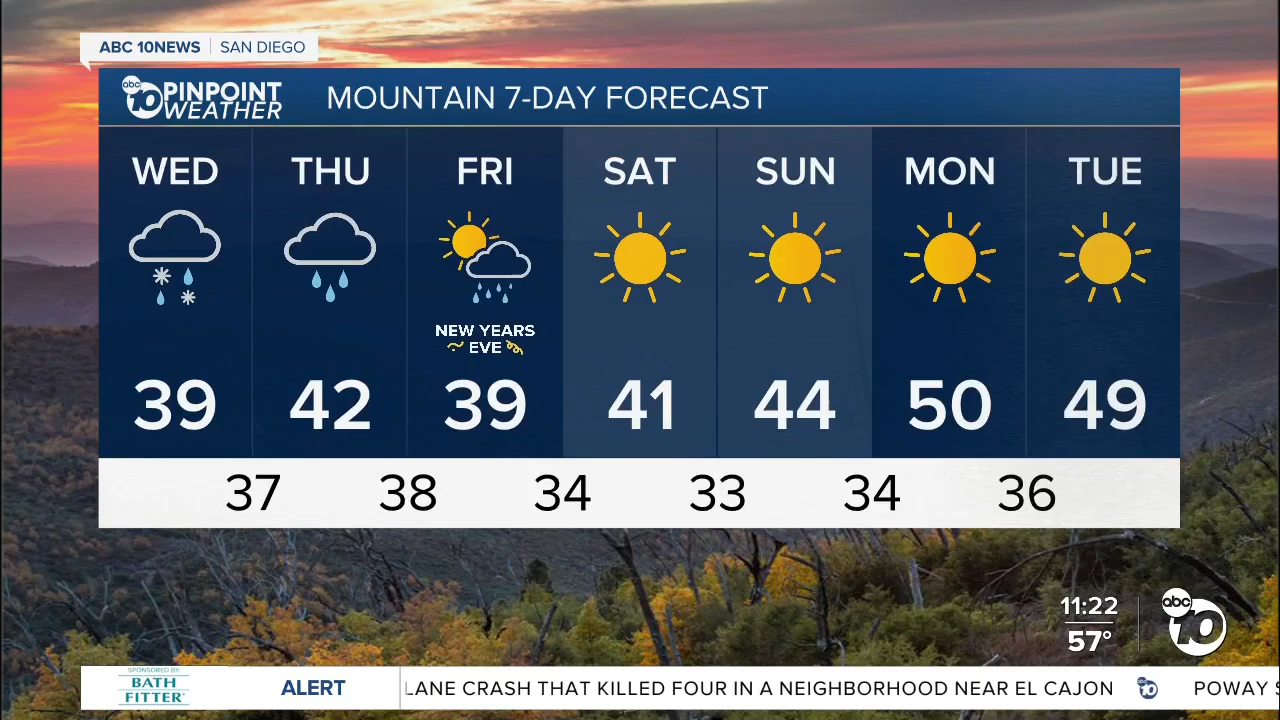 ABC 10NEWS | SAN DIEGO
abc 10 PINPOINT WEATHER
MOUNTAIN 7-DAY FORECAST
WED THU FRI SAT SUN MON TUE
NEW YEARS
EVE
39 42 39 41 44 50 49
37 38 34 33 34 36
11:22
57°
abc 10
SPONSORED BY:
BATH
FITTER®
ALERT
LANE CRASH THAT KILLED FOUR IN A NEIGHBORHOOD NEAR EL CAJON abc 10 POWAY S